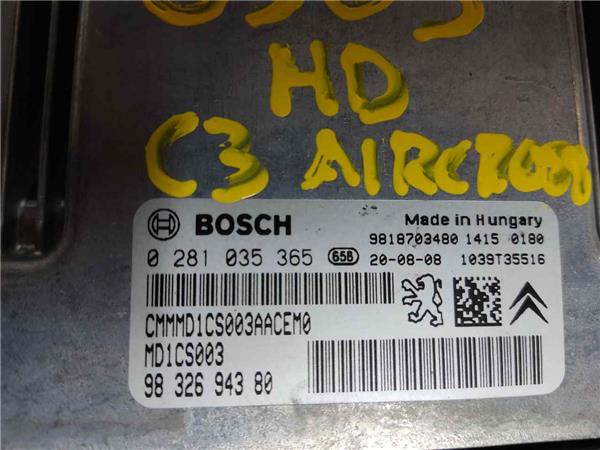 HD
C3 AIRCROSS
BOSCH
Made in Hungary
9818703480 1415 0180
0 281 035 365 65B 20-08-08 1039T35516
CMMMD1CS003AACEM0
MD1CS003
98 326 943 80